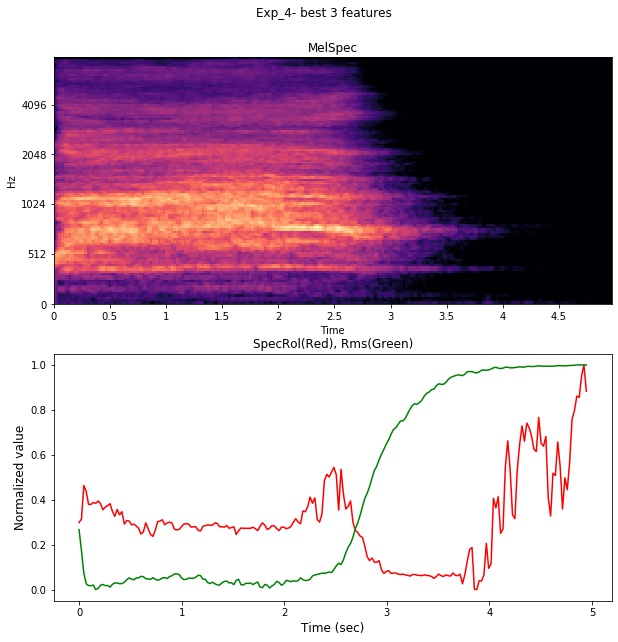 Exp_4- best 3 features
MelSpec
4096
2048
1024
512
0
Hz
0 0.5 1 1.5 2 2.5 3 3.5 4 4.5
Time
SpecRol(Red), Rms(Green)
1.0
0.8
0.6
0.4
0.2
0.0
Normalized value
0 1 2 3 4 5
Time (sec)